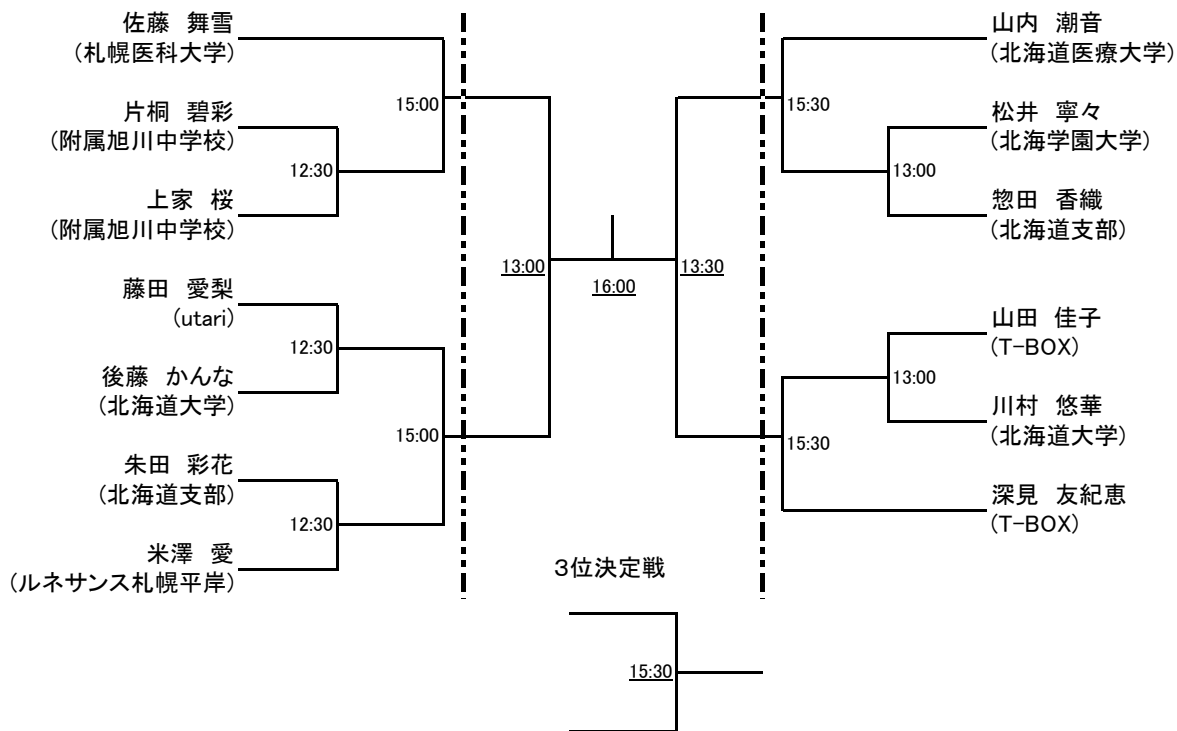 佐藤 舞雪
(札幌医科大学)
15:00
片桐 碧彩
(附属旭川中学校)
12:30
上家 桜
(附属旭川中学校)
藤田 愛梨
(utari)
12:30
後藤 かんな
(北海道大学)
15:00
朱田 彩花
(北海道支部)
12:30
米澤 愛
(ルネサンス札幌平岸)
13:00
16:00
13:30
山内 潮音
(北海道医療大学)
15:30
松井 寧々
(北海学園大学)
13:00
惣田 香織
(北海道支部)
山田 佳子
(T-BOX)
13:00
川村 悠華
(北海道大学)
15:30
深見 友紀恵
(T-BOX)
3位決定戦
15:30